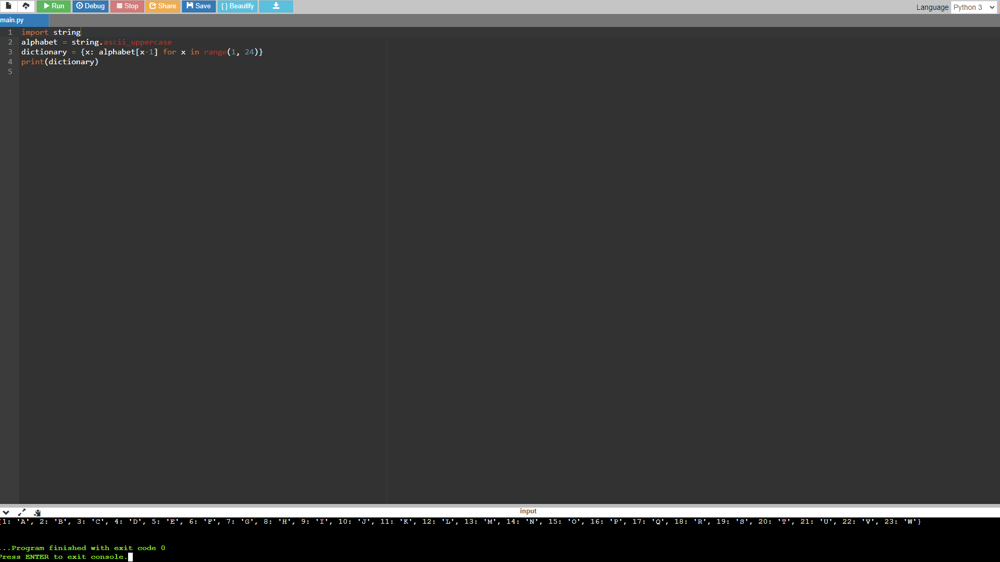 Run Debug Stop Share Save { } Beautify Language Python 3
main.py
1 import string
2 alphabet = string.ascii_uppercase
3 dictionary = {x: alphabet[x-1] for x in range(1, 24)}
4 print(dictionary)
5
input
{1: 'A', 2: 'B', 3: 'C', 4: 'D', 5: 'E', 6: 'F', 7: 'G', 8: 'H', 9: 'I', 10: 'J', 11: 'K', 12: 'L', 13: 'M', 14: 'N', 15: 'O', 16: 'P', 17: 'Q', 18: 'R', 19: 'S', 20: 'T', 21: 'U', 22: 'V', 23: 'W'}
...Program finished with exit code 0
Press ENTER to exit console.